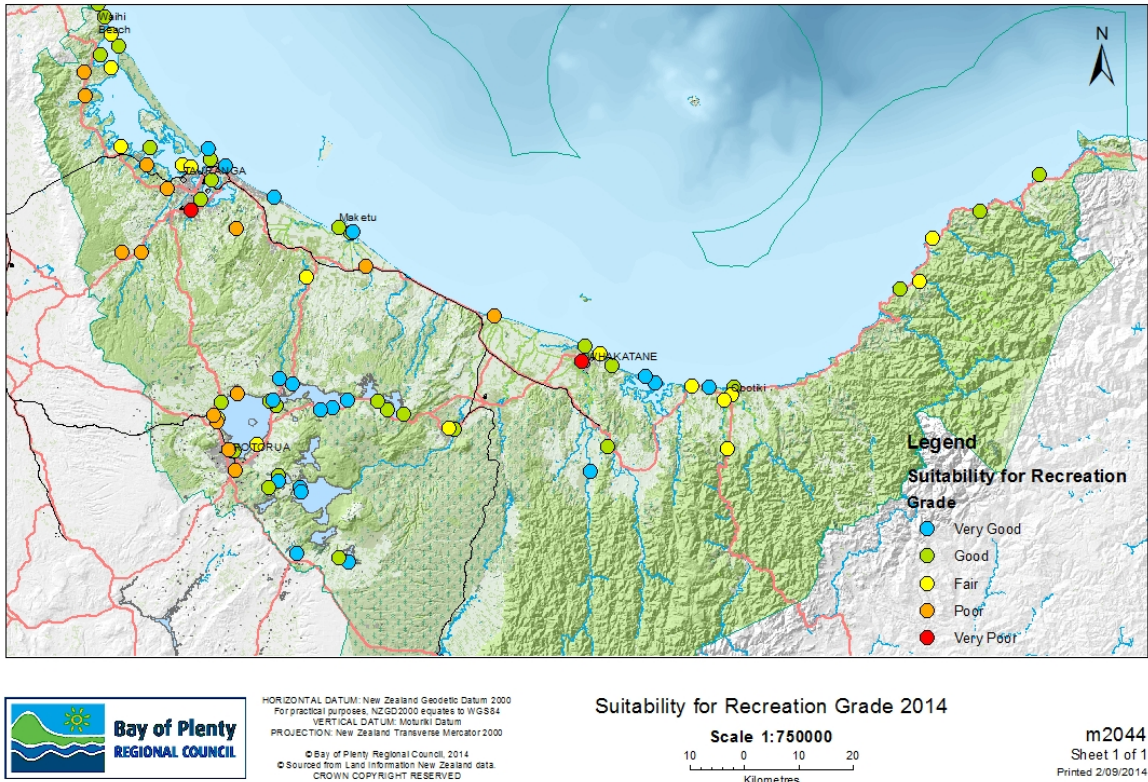 Waihi
Beach
TAURANGA
Maketu
WHAKATANE
Opotiki
ROTORUA
N
Legend
Suitability for Recreation
Grade
Very Good
Good
Fair
Poor
Very Poor
Bay of Plenty
REGIONAL COUNCIL
HORIZONTAL DATUM: New Zealand Geodetic Datum 2000
For practical purposes, NZGD2000 equates to WGS84
VERTICAL DATUM: Moturiki Datum
PROJECTION: New Zealand Transverse Mercator 2000
© Bay of Plenty Regional Council, 2014
© Sourced from Land Information New Zealand data.
CROWN COPYRIGHT RESERVED
Suitability for Recreation Grade 2014
Scale 1:750000
10 0 10 20
Kilometres
m2044
Sheet 1 of 1
Printed 2/09/2014